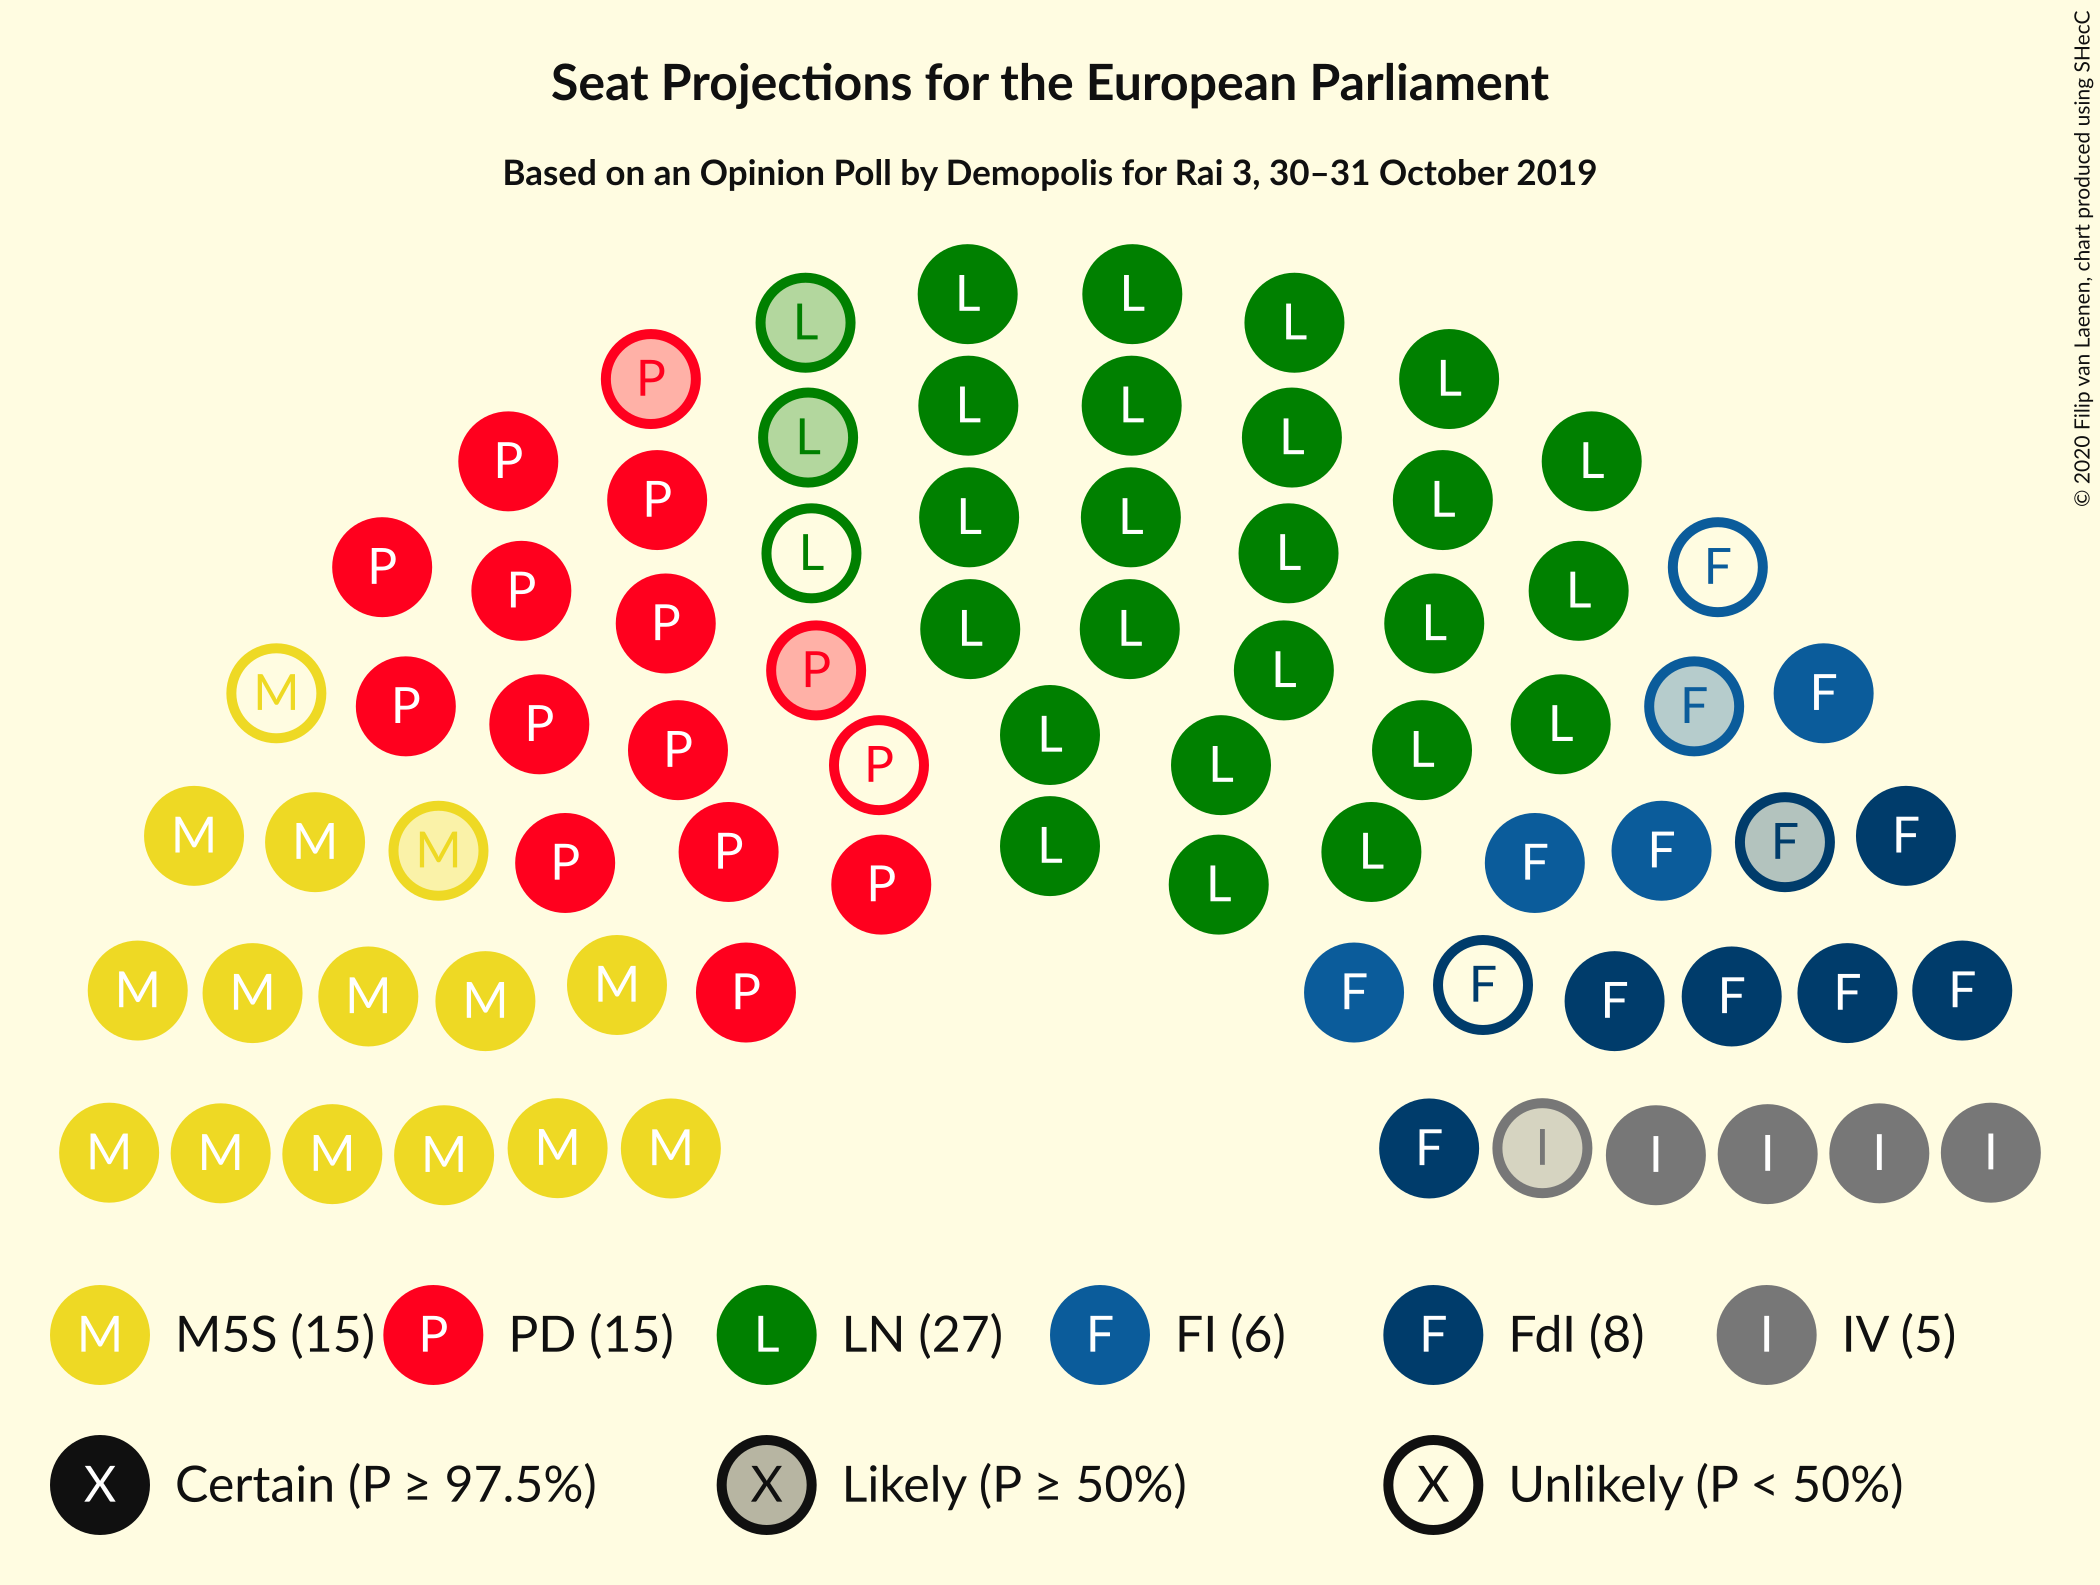 Seat Projections for the European Parliament
Based on an Opinion Poll by Demopolis for Rai 3, 30–31 October 2019
© 2020 Filip van Laenen, chart produced using SHecC
L L
L L
P L
L L
L L
P P L L
L L
L L
P P L F
P L L
L L
P L
M P P F F
P L L
P L L
M M M P F F F F
P L L
P L L
M M M M M P F F F F F F
M M M M M M F I I I I I
M M5S (15) P PD (15) L LN (27) F FI (6) F FdI (8) I IV (5)
X Certain (P ≥ 97.5%) X Likely (P ≥ 50%) X Unlikely (P < 50%)